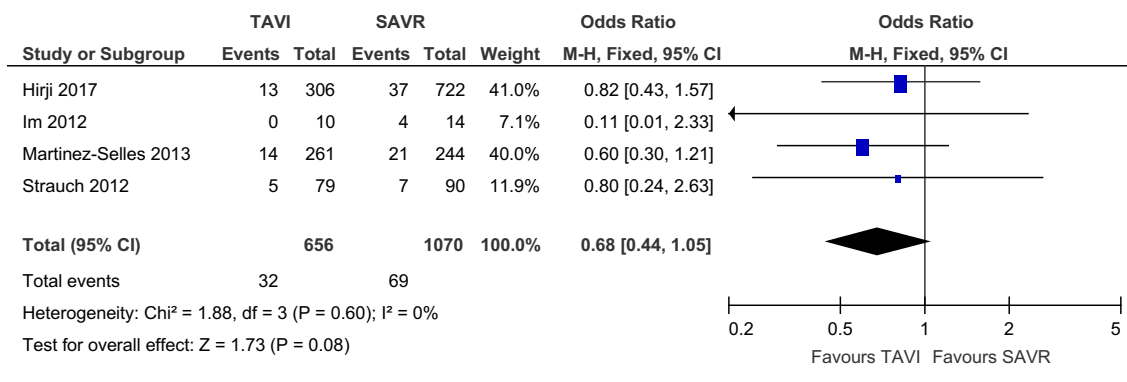 TAVI SAVR Odds Ratio Odds Ratio
Study or Subgroup Events Total Events Total Weight M-H, Fixed, 95% CI M-H, Fixed, 95% CI
Hirji 2017 13 306 37 722 41.0% 0.82 [0.43, 1.57]
Im 2012 0 10 4 14 7.1% 0.11 [0.01, 2.33]
Martinez-Selles 2013 14 261 21 244 40.0% 0.60 [0.30, 1.21]
Strauch 2012 5 79 7 90 11.9% 0.80 [0.24, 2.63]
Total (95% CI) 656 1070 100.0% 0.68 [0.44, 1.05]
Total events 32 69
Heterogeneity: Chi² = 1.88, df = 3 (P = 0.60); I² = 0%
Test for overall effect: Z = 1.73 (P = 0.08)
0.2 0.5 1 2 5
Favours TAVI Favours SAVR